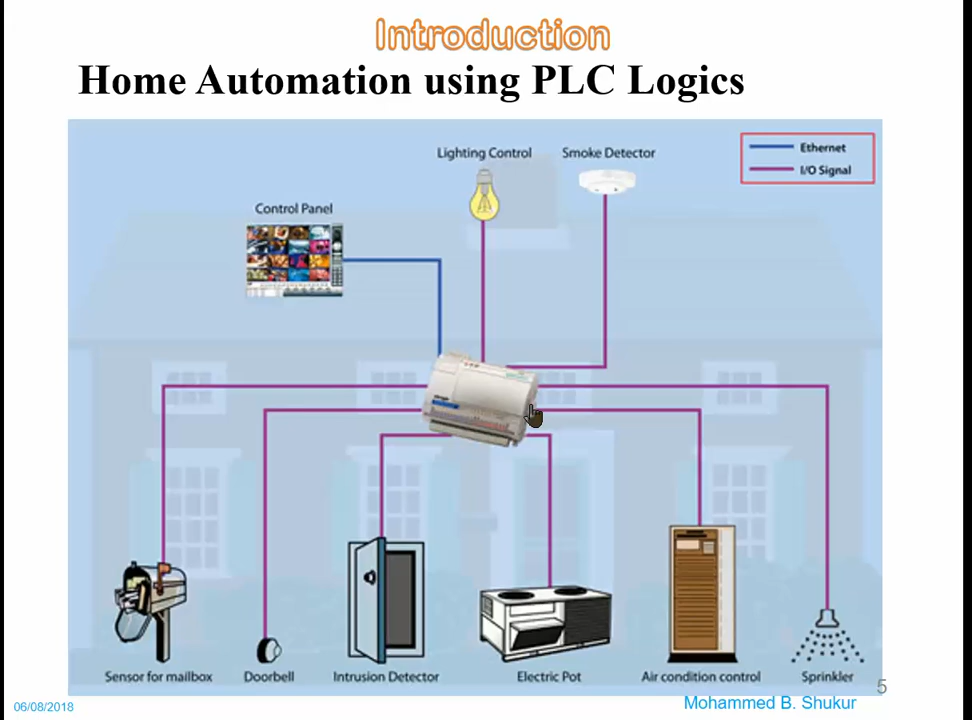 Introduction
Home Automation using PLC Logics
Lighting Control
Smoke Detector
Ethernet
I/O Signal
Control Panel
Sensor for mailbox
Doorbell
Intrusion Detector
Electric Pot
Air condition control
Sprinkler
5
06/08/2018
Mohammed B. Shukur